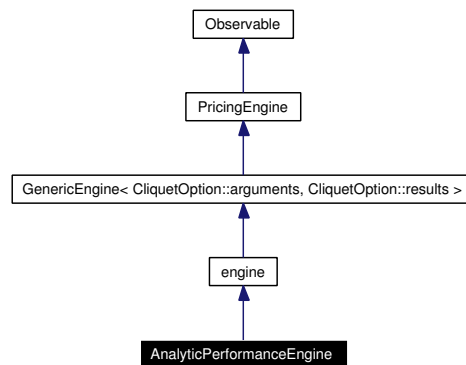 Observable
PricingEngine
GenericEngine< CliquetOption::arguments, CliquetOption::results >
engine
AnalyticPerformanceEngine